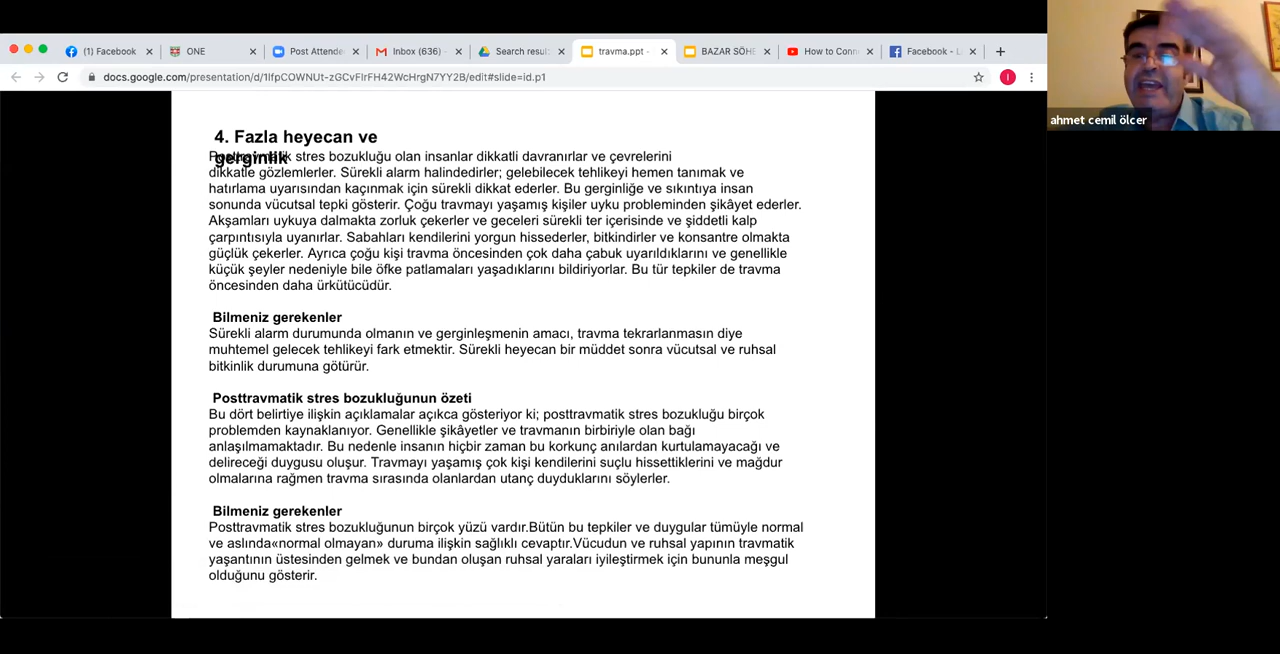 (1) Facebook
ONE
Post Attende
Inbox (636)
Search resul
travma.ppt -
BAZAR SÖHB
How to Conn
Facebook - L
docs.google.com/presentation/d/1IfpCOWNUt-zGCvFlrFH42WcHrgN7YY2B/edit#slide=id.p1
I
ahmet cemil ölcer
4. Fazla heyecan ve
gerginlik
Posttravmatik stres bozukluğu olan insanlar dikkatli davranırlar ve çevrelerini
dikkatle gözlemlerler. Sürekli alarm halindedirler; gelebilecek tehlikeyi hemen tanımak ve
hatırlama uyarısından kaçınmak için sürekli dikkat ederler. Bu gerginliğe ve sıkıntıya insan
sonunda vücutsal tepki gösterir. Çoğu travmayı yaşamış kişiler uyku probleminden şikâyet ederler.
Akşamları uykuya dalmakta zorluk çekerler ve geceleri sürekli ter içerisinde ve şiddetli kalp
çarpıntısıyla uyanırlar. Sabahları kendilerini yorgun hissederler, bitkindirler ve konsantre olmakta
güçlük çekerler. Ayrıca çoğu kişi travma öncesinden çok daha çabuk uyarıldıklarını ve genellikle
küçük şeyler nedeniyle bile öfke patlamaları yaşadıklarını bildiriyorlar. Bu tür tepkiler de travma
öncesinden daha ürkütücüdür.
Bilmeniz gerekenler
Sürekli alarm durumunda olmanın ve gerginleşmenin amacı, travma tekrarlanmasın diye
muhtemel gelecek tehlikeyi fark etmektir. Sürekli heyecan bir müddet sonra vücutsal ve ruhsal
bitkinlik durumuna götürür.
Posttravmatik stres bozukluğunun özeti
Bu dört belirtiye ilişkin açıklamalar açıkca gösteriyor ki; posttravmatik stres bozukluğu birçok
problemden kaynaklanıyor. Genellikle şikâyetler ve travmanın birbiriyle olan bağı
anlaşılmamaktadır. Bu nedenle insanın hiçbir zaman bu korkunç anılardan kurtulamayacağı ve
delireceği duygusu oluşur. Travmayı yaşamış çok kişi kendilerini suçlu hissettiklerini ve mağdur
olmalarına rağmen travma sırasında olanlardan utanç duyduklarını söylerler.
Bilmeniz gerekenler
Posttravmatik stres bozukluğunun birçok yüzü vardır.Bütün bu tepkiler ve duygular tümüyle normal
ve aslında«normal olmayan» duruma ilişkin sağlıklı cevaptır.Vücudun ve ruhsal yapının travmatik
yaşantının üstesinden gelmek ve bundan oluşan ruhsal yaraları iyileştirmek için bununla meşgul
olduğunu gösterir.